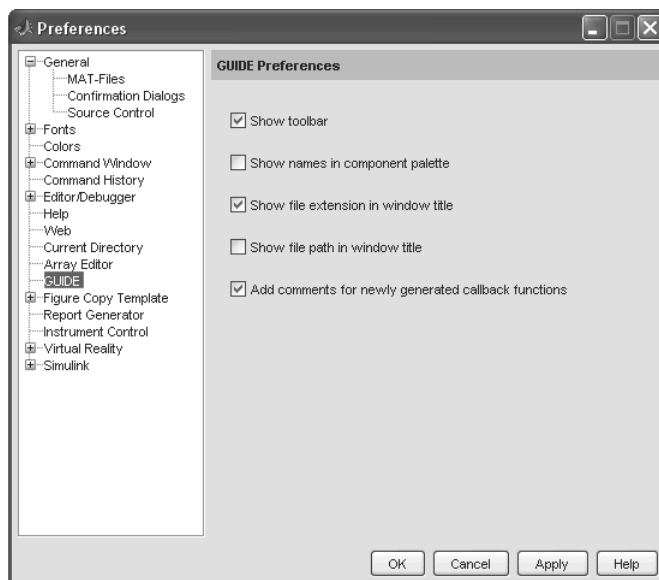 Preferences
General
MAT-Files
Confirmation Dialogs
Source Control
Fonts
Colors
Command Window
Command History
Editor/Debugger
Help
Web
Current Directory
Array Editor
GUIDE
Figure Copy Template
Report Generator
Instrument Control
Virtual Reality
Simulink
GUIDE Preferences
Show toolbar
Show names in component palette
Show file extension in window title
Show file path in window title
Add comments for newly generated callback functions
OK Cancel Apply Help